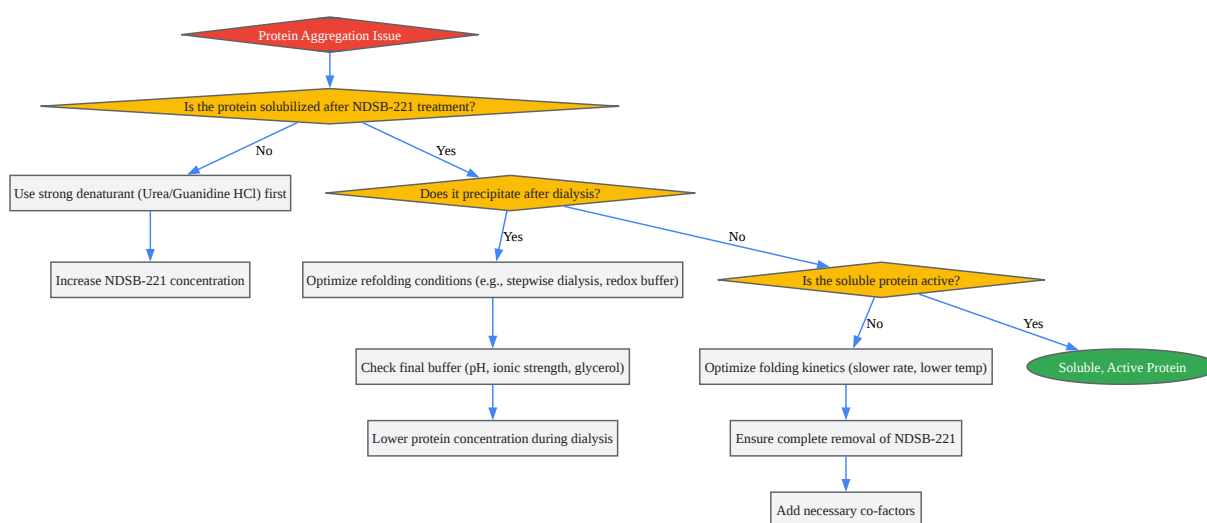 Protein Aggregation Issue
Is the protein solubilized after NDSB-221 treatment?
No
Yes
Use strong denaturant (Urea/Guanidine HCl) first
Does it precipitate after dialysis?
Yes
No
Increase NDSB-221 concentration
Optimize refolding conditions (e.g., stepwise dialysis, redox buffer)
Is the soluble protein active?
No
Yes
Check final buffer (pH, ionic strength, glycerol)
Optimize folding kinetics (slower rate, lower temp)
Soluble, Active Protein
Lower protein concentration during dialysis
Ensure complete removal of NDSB-221
Add necessary co-factors